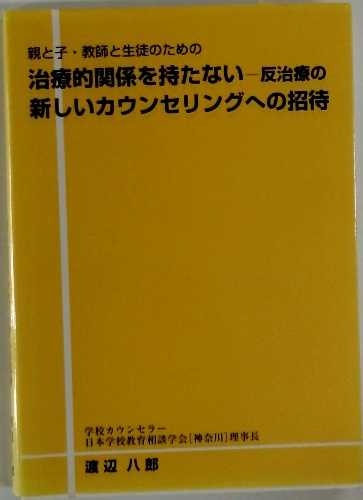 親と子・教師と生徒のための
治療的関係を持たない―反治療の
新しいカウンセリングへの招待
学校カウンセラー
日本学校教育相談学会[神奈川]理事長
渡辺 八郎